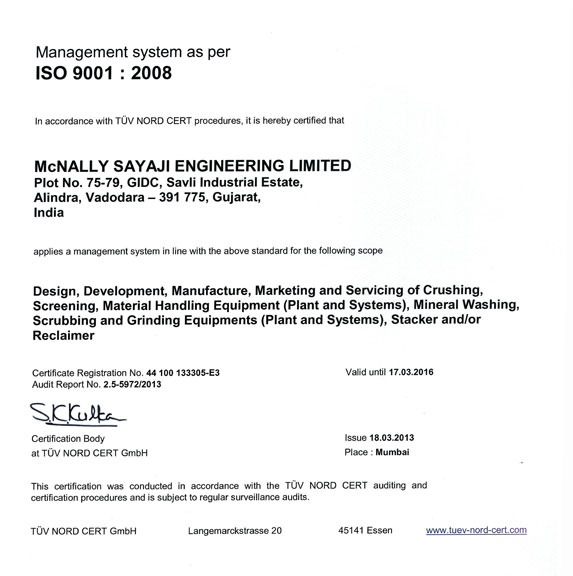 Management system as per
ISO 9001 : 2008
In accordance with TÜV NORD CERT procedures, it is hereby certified that
McNALLY SAYAJI ENGINEERING LIMITED
Plot No. 75-79, GIDC, Savli Industrial Estate,
Alindra, Vadodara – 391 775, Gujarat,
India
applies a management system in line with the above standard for the following scope
Design, Development, Manufacture, Marketing and Servicing of Crushing,
Screening, Material Handling Equipment (Plant and Systems), Mineral Washing,
Scrubbing and Grinding Equipments (Plant and Systems), Stacker and/or
Reclaimer
Certificate Registration No. 44 100 133305-E3 Valid until 17.03.2016
Audit Report No. 2.5-5972/2013
S.K.Kulka
Certification Body Issue 18.03.2013
at TÜV NORD CERT GmbH Place : Mumbai
This certification was conducted in accordance with the TÜV NORD CERT auditing and
certification procedures and is subject to regular surveillance audits.
TÜV NORD CERT GmbH Langemarckstrasse 20 45141 Essen www.tuev-nord-cert.com